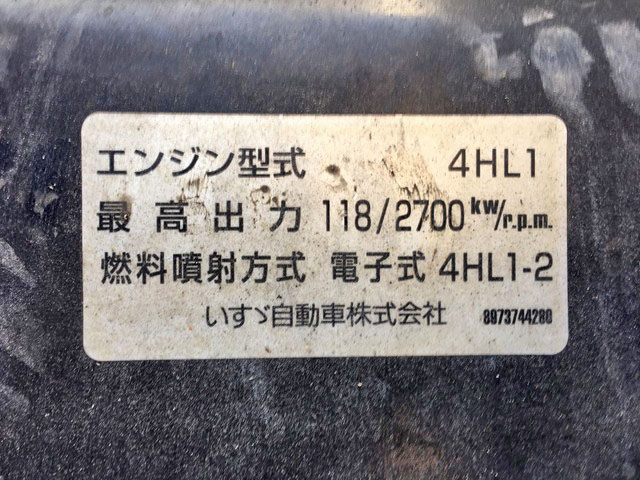 エンジン型式 4HL1
最高出力 118/2700 kw/r.p.m.
燃料噴射方式 電子式 4HL1-2
いすゞ自動車株式会社 8973744280